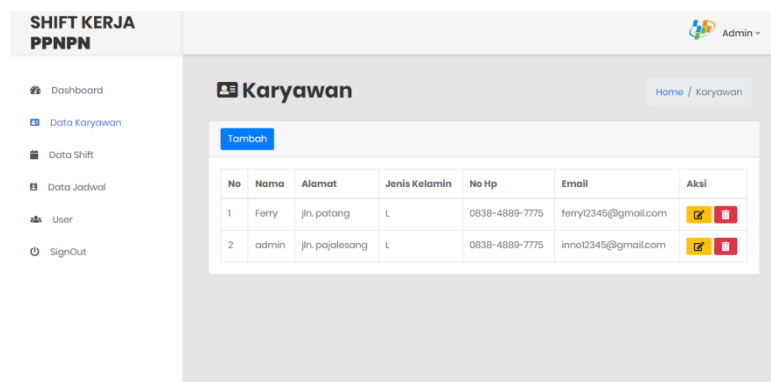 SHIFT KERJA
PPNPN
Admin
Dashboard
Data Karyawan
Data Shift
Data Jadwal
User
SignOut
Karyawan
Home / Karyawan
Tambah
No Nama Alamat Jenis Kelamin No Hp Email Aksi
1 Ferry jln. patang L 0838-4889-7775 ferry12345@gmail.com
2 admin jln. pajalesang L 0838-4889-7775 inno12345@gmail.com